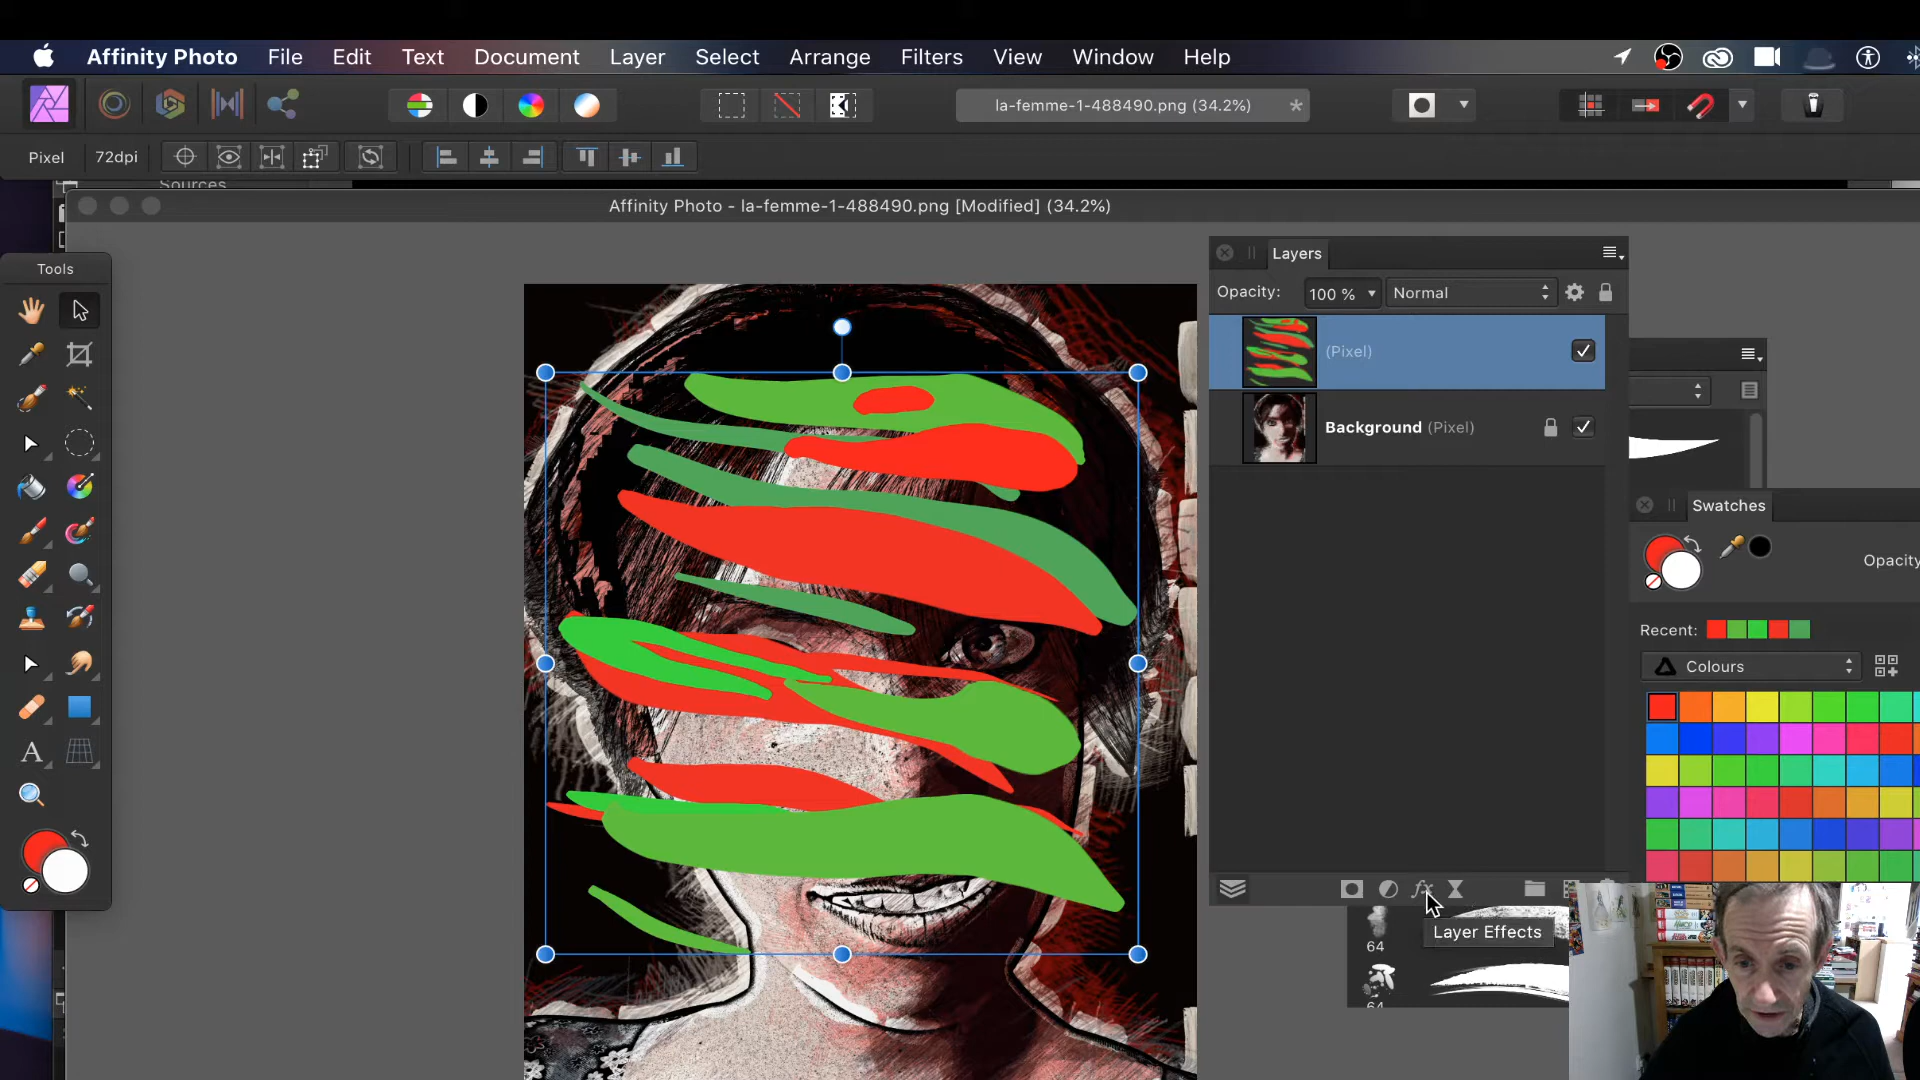 Affinity Photo File Edit Text Document Layer Select Window Arrange Filters View Window Help
la-femme-1-488490.png (34.2%) *
Pixel 72dpi
Sources
Affinity Photo - la-femme-1-488490.png [Modified] (34.2%)
Tools
Layers
Opacity: 100 % Normal
(Pixel)
Background (Pixel)
Swatches
Opacity
Recent:
Colours
A
Layer Effects
64
64